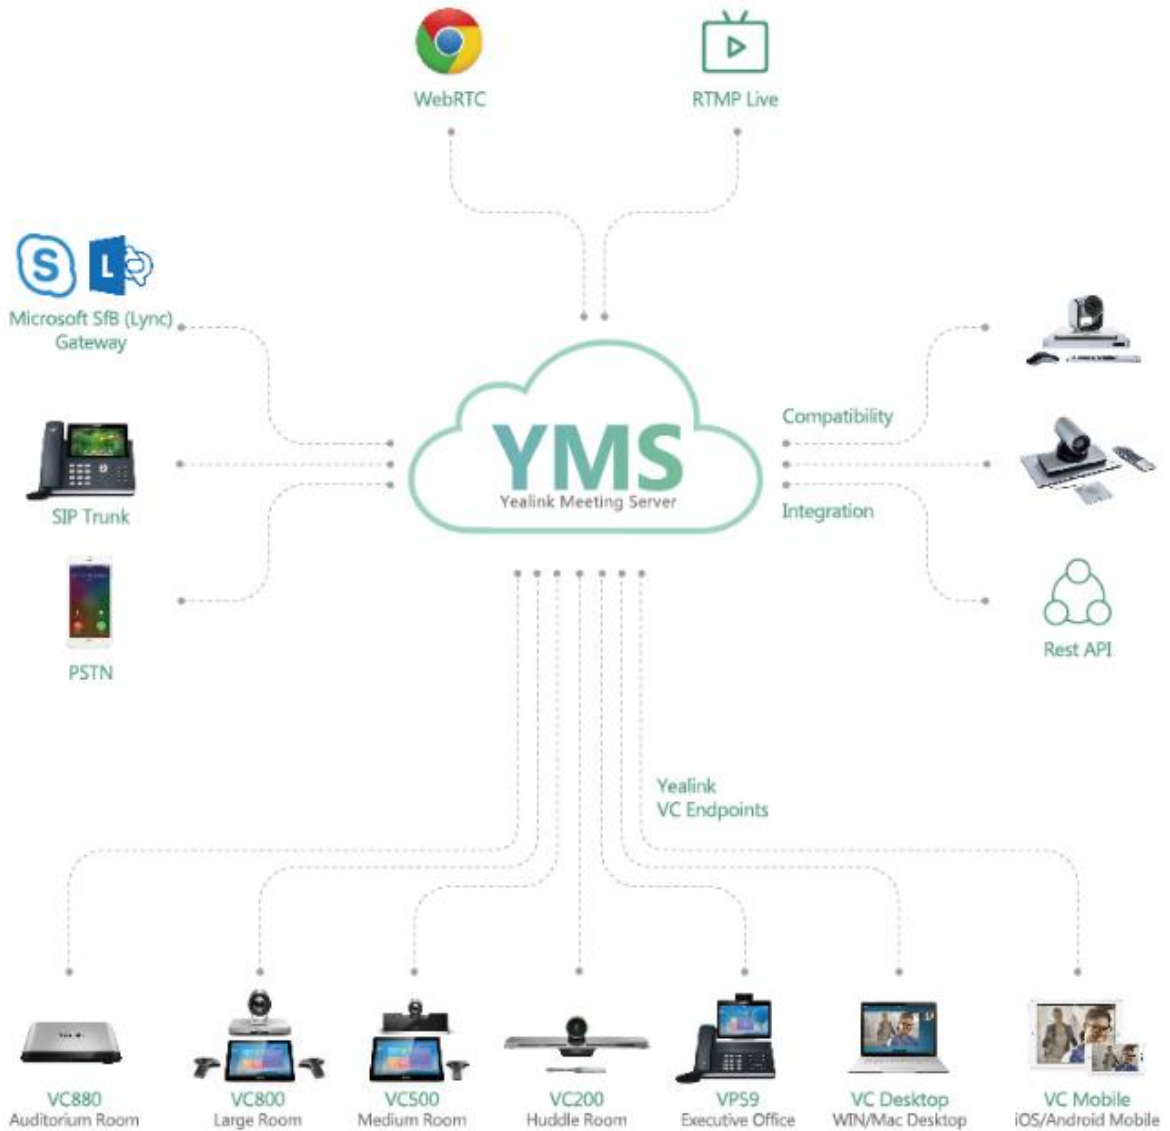 WebRTC
RTMP Live
Microsoft SfB (Lync)
Gateway
SIP Trunk
PSTN
YMS
Yealink Meeting Server
Compatibility
Integration
Rest API
Yealink
VC Endpoints
VC880
Auditorium Room
VC800
Large Room
VC500
Medium Room
VC200
Huddle Room
VP59
Executive Office
VC Desktop
WIN/Mac Desktop
VC Mobile
iOS/Android Mobile